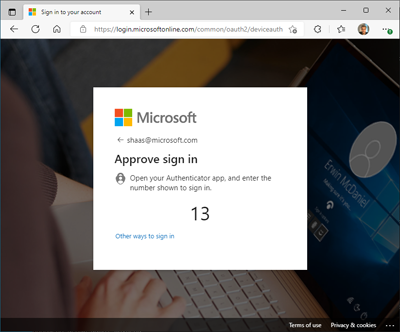 Sign in to your account
https://login.microsoftonline.com/common/oauth2/deviceauth
Microsoft
shaas@microsoft.com
Approve sign in
Open your Authenticator app, and enter the
number shown to sign in.
13
Other ways to sign in
Erwin McDaniel
Terms of use
Privacy & cookies